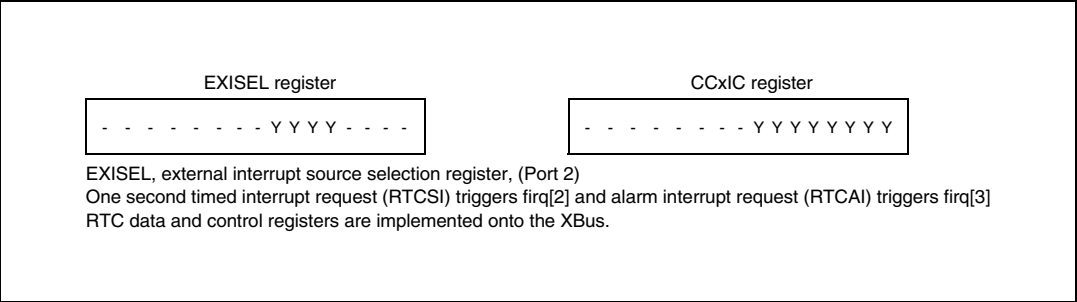 EXISEL register
CCxIC register
- - - - - - - - Y Y Y Y - - - -
- - - - - - - - Y Y Y Y Y Y Y Y
EXISEL, external interrupt source selection register, (Port 2)
One second timed interrupt request (RTCSI) triggers firq[2] and alarm interrupt request (RTCAI) triggers firq[3]
RTC data and control registers are implemented onto the XBus.